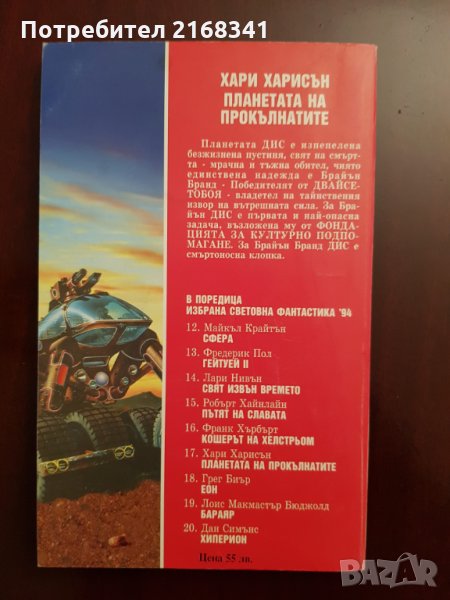 Потребител 2168341
ХАРИ ХАРИСЪН
ПЛАНЕТАТА НА
ПРОКЪЛНАТИТЕ
Планетата ДИС е изпепелена
безжизнена пустиня, свят на смърт-
та - мрачна и тъжна обител, чиято
единствена надежда е Брайън
Бранд - Победителят от ДВАЙСЕ-
ТОБОЯ - владетел на тайнствения
извор на вътрешната сила. За Бра-
йън ДИС е първата и най-опасна
задача, възложена му от ФОНДА-
ЦИЯТА ЗА КУЛТУРНО ПОДПО-
МАГАНЕ. За Брайън Бранд ДИС е
смъртоносна клопка.
В ПОРЕДИЦА
ИЗБРАНА СВЕТОВНА ФАНТАСТИКА '94
12. Майкъл Крайтън
СФЕРА
13. Фредерик Пол
ГЕЙТУЕЙ II
14. Лари Нивън
СВЯТ ИЗВЪН ВРЕМЕТО
15. Робърт Хайнлайн
ПЪТЯТ НА СЛАВАТА
16. Франк Хърбърт
КОШЕРЪТ НА ХЕЛСТРЬОМ
17. Хари Харисън
ПЛАНЕТАТА НА ПРОКЪЛНАТИТЕ
18. Грег Биър
ЕОН
19. Лоис Макмастър Бюджолд
БАРАЯР
20. Дан Симънс
ХИПЕРИОН
Цена 55 лв.
BAZAR